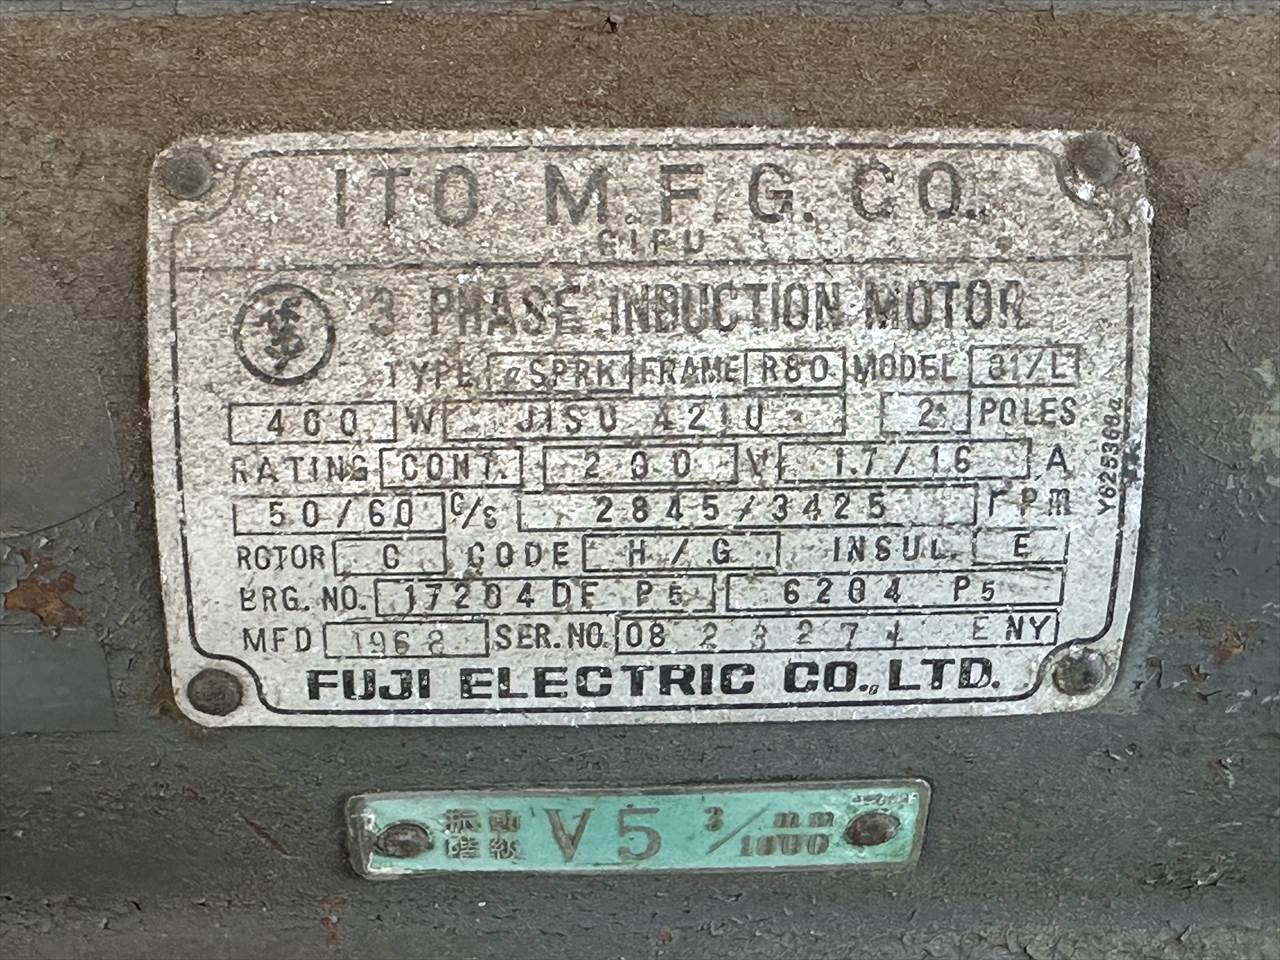 ITO M.F.G. CO.,
GIFU
3 PHASE INDUCTION MOTOR
TYPE SPRK FRAME R80 MODEL 81/L
400 W JISC 4210 2 POLES
RATING CONT. 200 V 1.7/1.6 A
50/60 C/s 2845/3425 rpm
ROTOR C CODE H/G INSUL. E
BRG. NO. 17204DF P5 6204 P5
MFD 1968 SER. NO. 08 2 3 2 7 4 ENY
FUJI ELECTRIC CO., LTD.
Y625368a
振動階級 V5 3/1000 mm